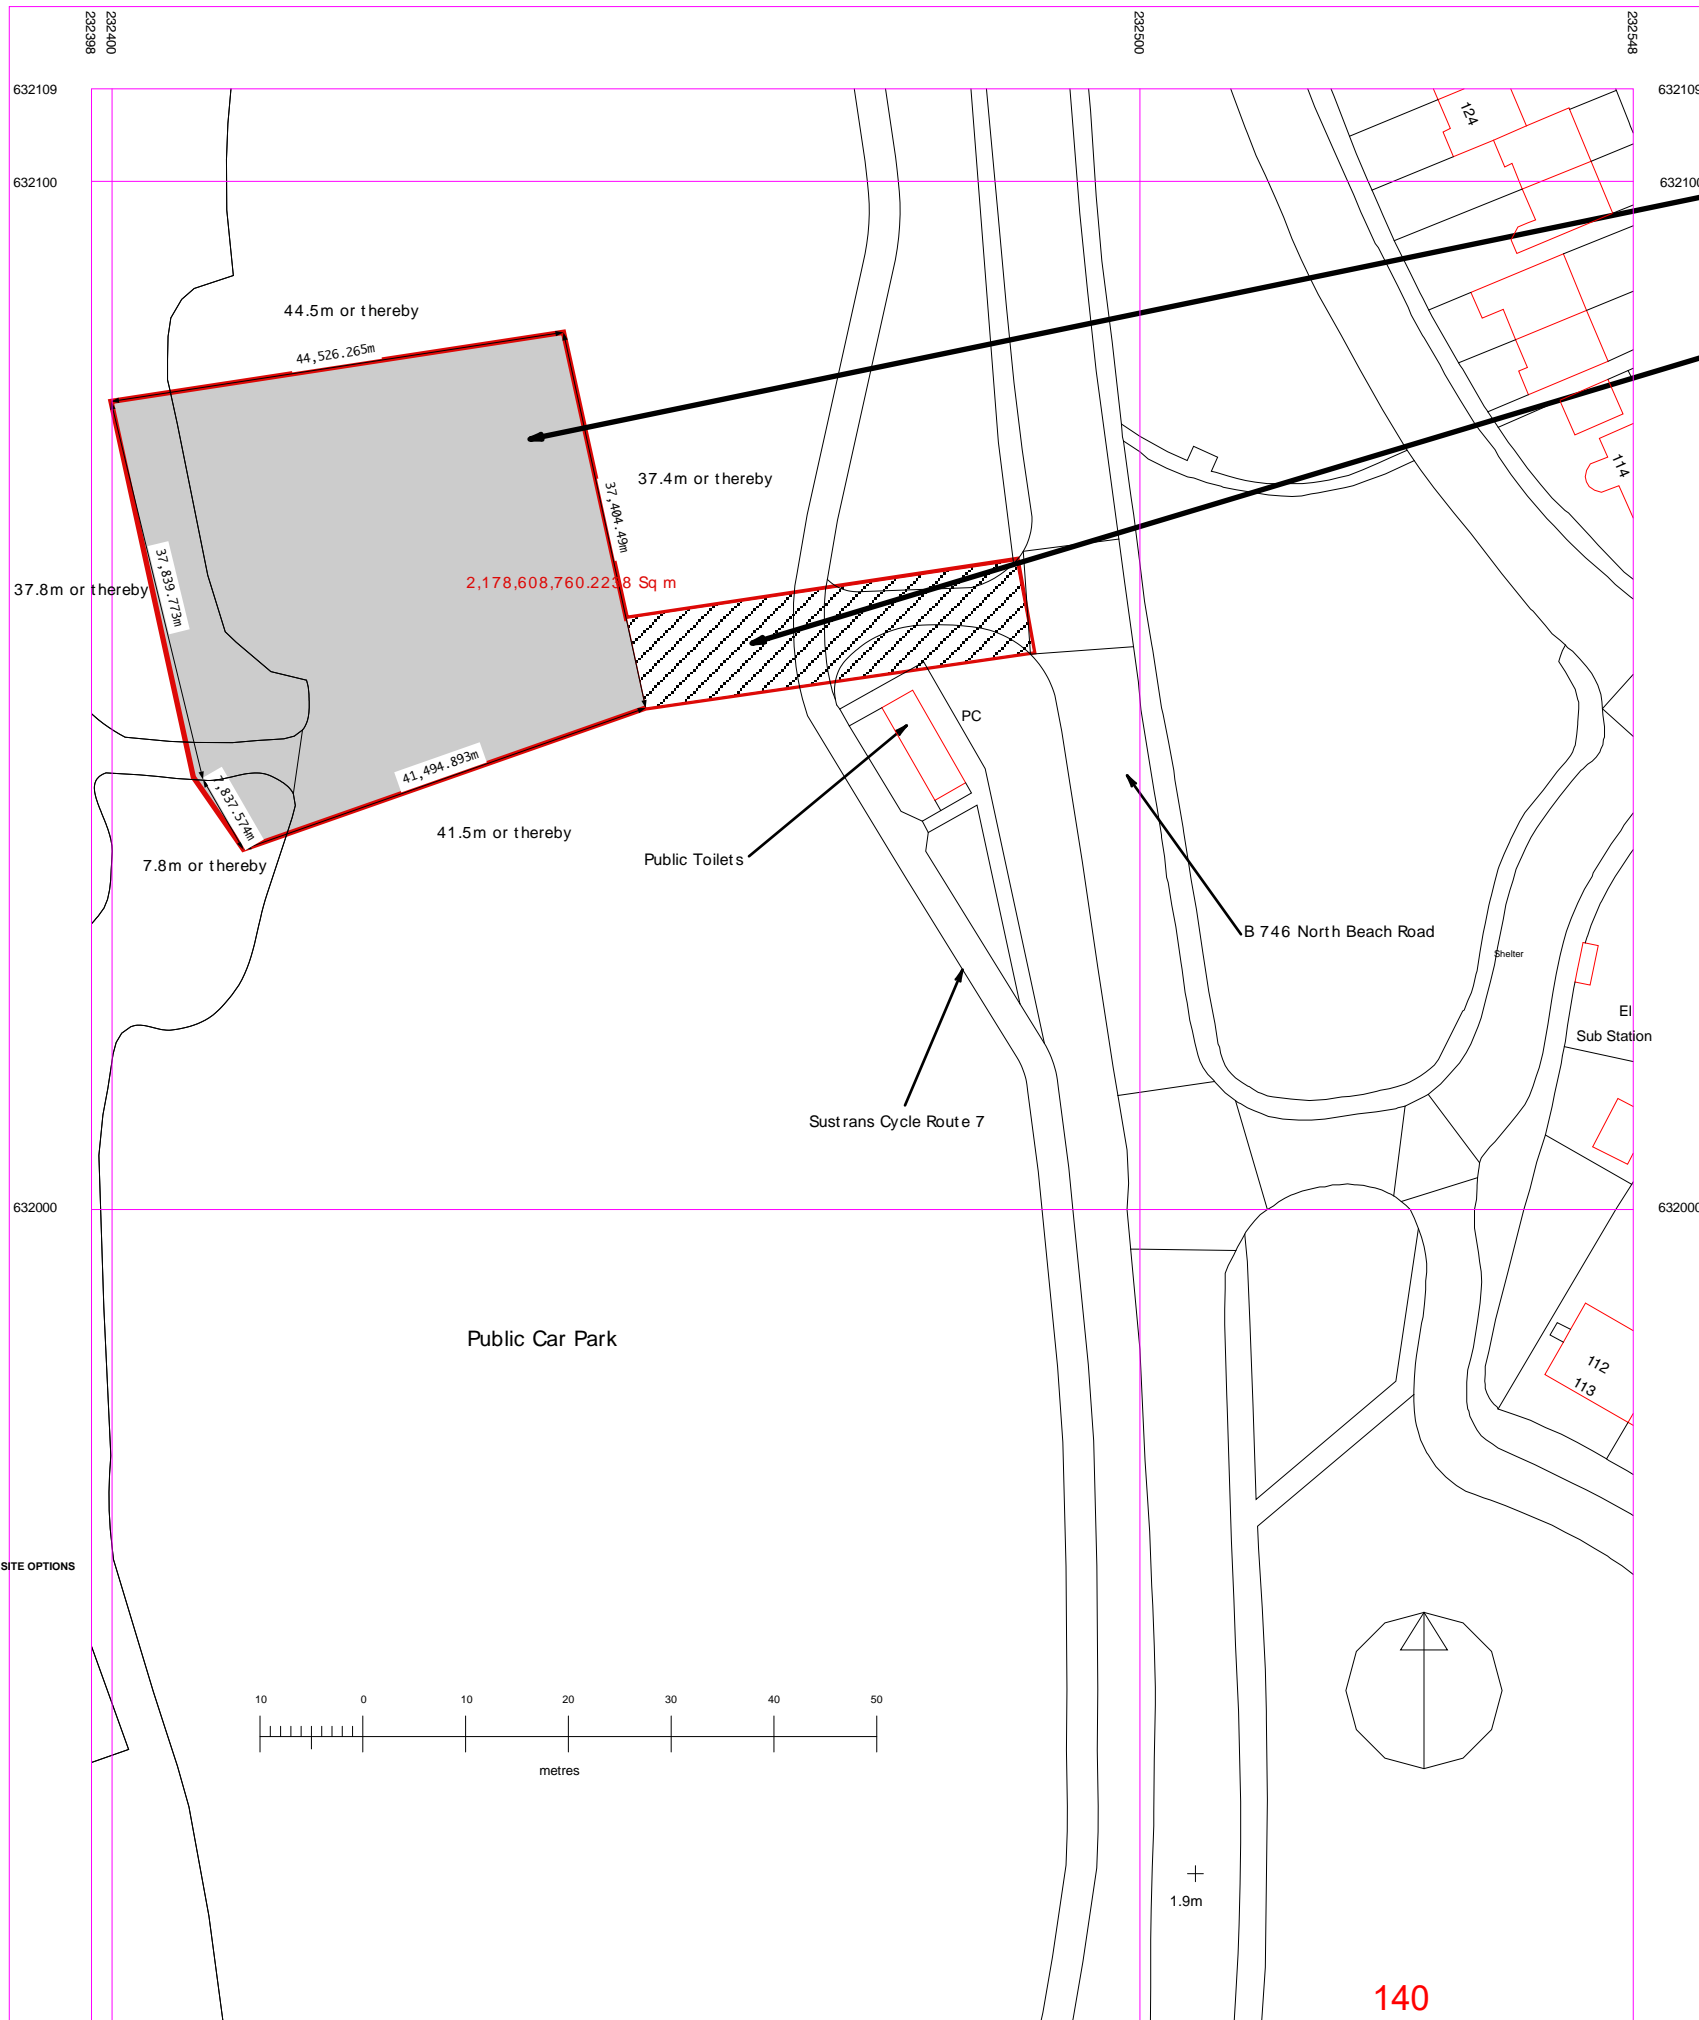 232398
232400
232500
232548
632109
632109
124
632100
632100
44.5m or thereby
44,526.265m
114
37.4m or thereby
37,404.49m
37,839.773m
2,178,608,760.2238 Sq m
37.8m or thereby
PC
41,494.893m
7,837.574m
41.5m or thereby
Public Toilets
7.8m or thereby
B 746 North Beach Road
Shelter
El
Sub Station
Sustrans Cycle Route 7
632000
632000
Public Car Park
112
113
SITE OPTIONS
10 0 10 20 30 40 50
metres
1.9m
140